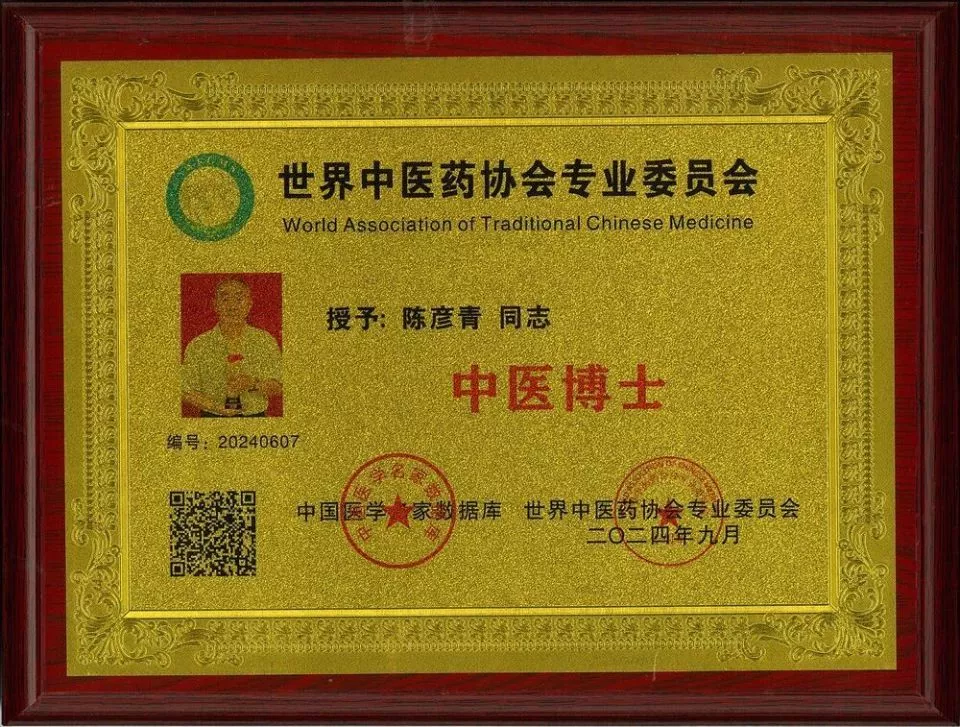 世界中医药协会专业委员会
World Association of Traditional Chinese Medicine
授予: 陈彦青 同志
中医博士
编号: 20240607
中国医学 家数据库 世界中医药协会专业委员会
二〇二四年九月